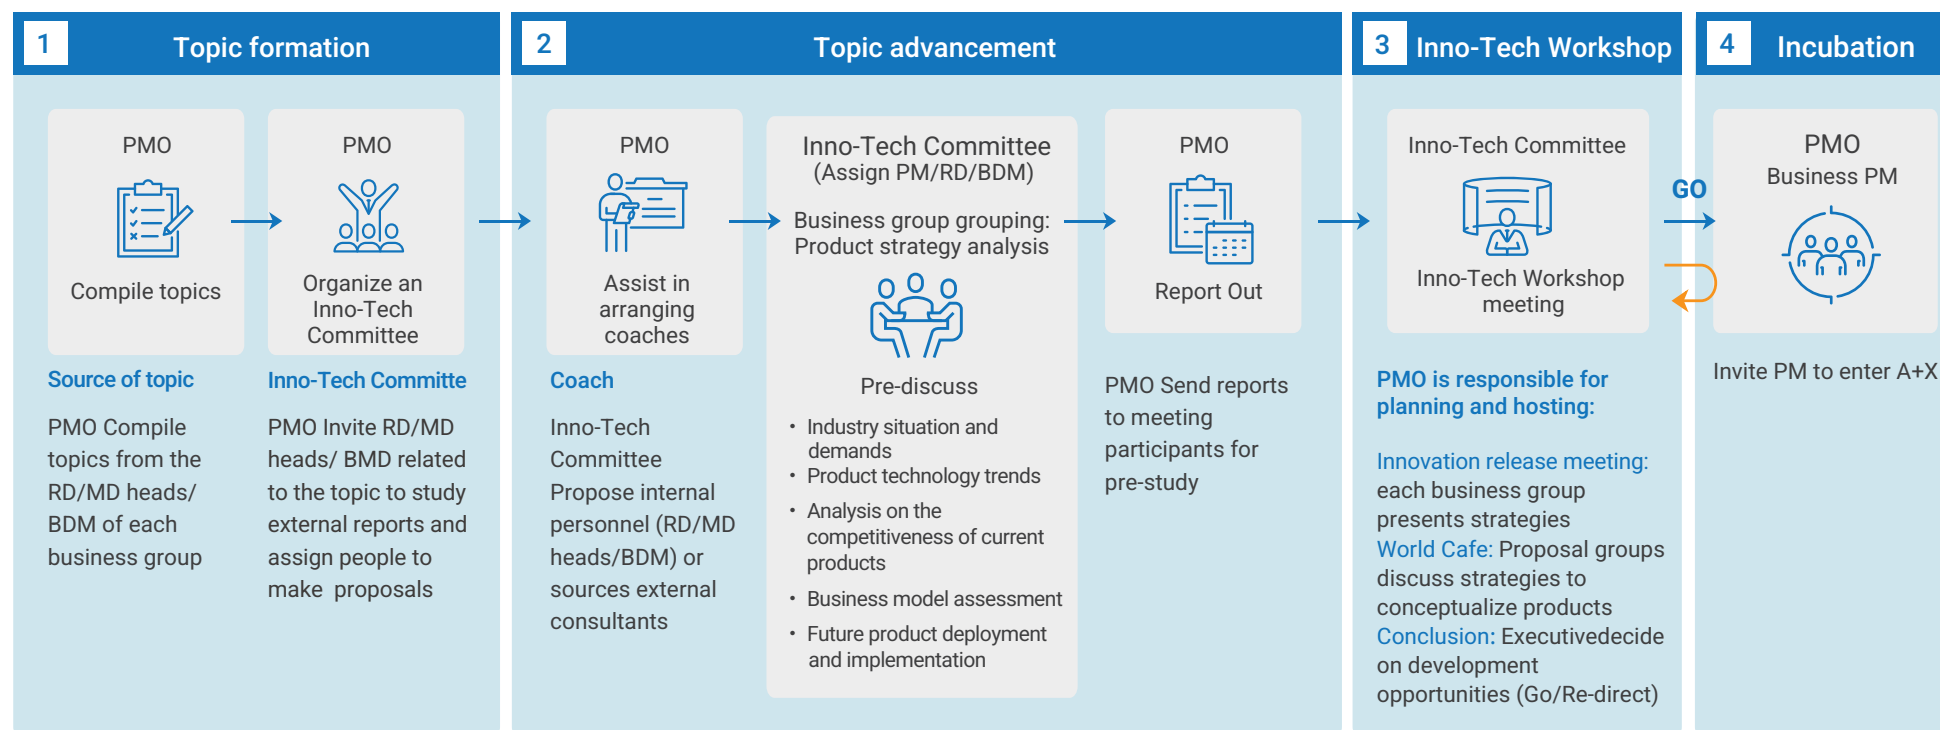 1
Topic formation
PMO
Compile topics
Source of topic
PMO Compile
topics from the
RD/MD heads/
BDM of each
business group
PMO
Organize an
Inno-Tech
Committee
Inno-Tech Committe
PMO Invite RD/MD
heads/ BMD related
to the topic to study
external reports and
assign people to
make proposals
2
Topic advancement
PMO
Assist in
arranging
coaches
Coach
Inno-Tech
Committee
Propose internal
personnel (RD/MD
heads/BDM) or
sources external
consultants
Inno-Tech Committee
(Assign PM/RD/BDM)
Business group grouping:
Product strategy analysis
Pre-discuss
• Industry situation and
demands
• Product technology trends
• Analysis on the
competitiveness of current
products
• Business model assessment
• Future product deployment
and implementation
PMO
Report Out
PMO Send reports
to meeting
participants for
pre-study
3
Inno-Tech Workshop
Inno-Tech Committee
Inno-Tech Workshop
meeting
PMO is responsible for
planning and hosting:
Innovation release meeting:
each business group
presents strategies
World Cafe: Proposal groups
discuss strategies to
conceptualize products
Conclusion: Executivedecide
on development
opportunities (Go/Re-direct)
GO
4
Incubation
PMO
Business PM
Invite PM to enter A+X